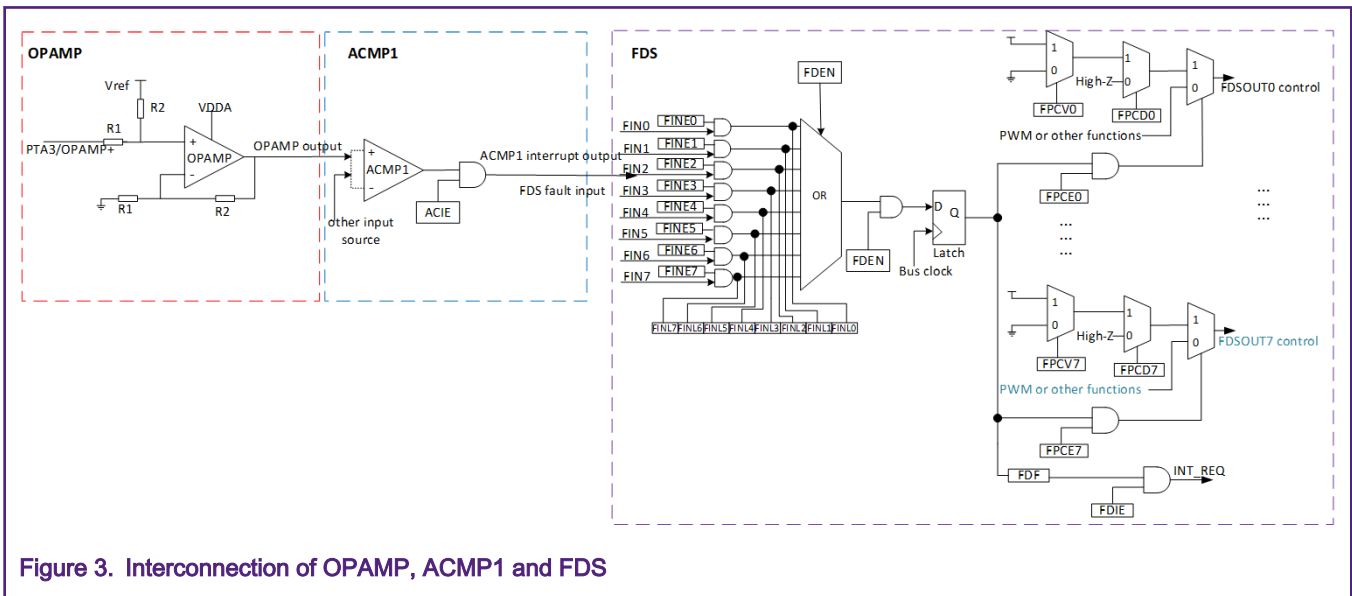 OPAMP
Vref
R2
VDDA
R1
PTA3/OPAMP+
+
OPAMP
-
OPAMP output
R1
R2
ACMP1
+
ACMP1
-
other input
source
ACIE
ACMP1 interrupt output
FDS fault input
FDS
FDEN
FIN0
FINE0
FIN1
FINE1
FIN2
FINE2
FIN3
FINE3
FIN4
FINE4
FIN5
FINE5
FIN6
FINE6
FIN7
FINE7
OR
FINL7 FINL6 FINL5 FINL4 FINL3 FINL2 FINL1 FINL0
FDEN
D Q
Latch
Bus clock
1
0
FPCV0
1
High-Z 0
FPCD0
1
0
FDSOUT0 control
PWM or other functions
FPCE0
...
...
...
...
...
...
1
0
FPCV7
1
High-Z 0
FPCD7
1
0
FDSOUT7 control
PWM or other functions
FPCE7
FDF
INT_REQ
FDIE
Figure 3. Interconnection of OPAMP, ACMP1 and FDS